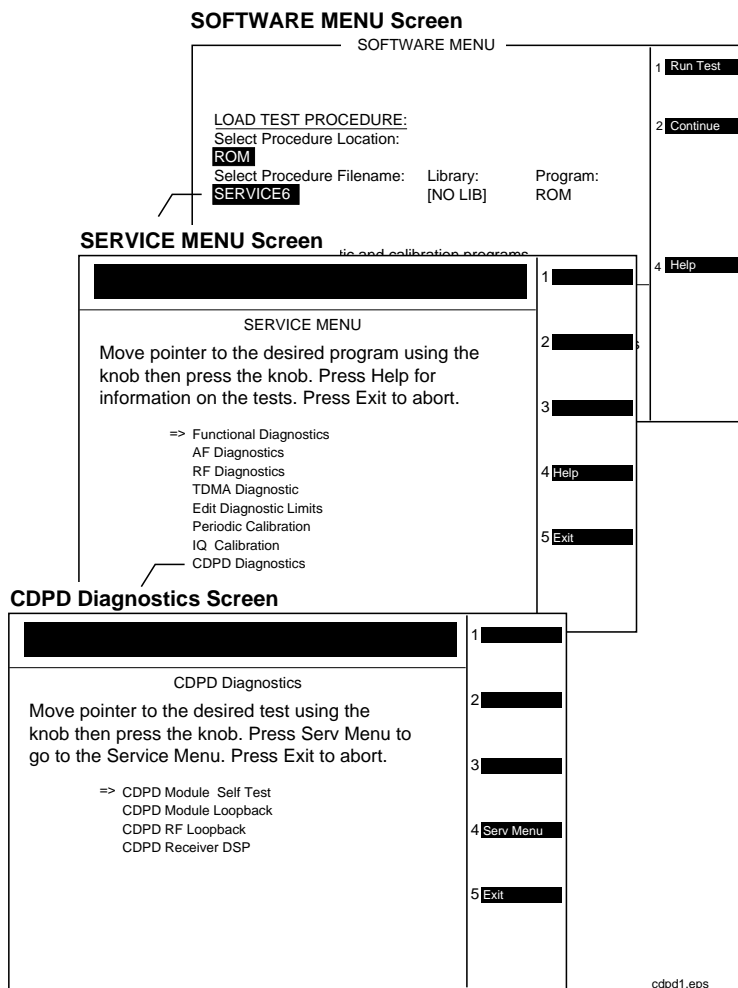 SOFTWARE MENU Screen
SOFTWARE MENU
1 Run Test
2 Continue
4 Help
LOAD TEST PROCEDURE:
Select Procedure Location:
ROM
Select Procedure Filename: Library: Program:
SERVICE6 [NO LIB] ROM
and calibration programs
SERVICE MENU Screen
SERVICE MENU
Move pointer to the desired program using the
knob then press the knob. Press Help for
information on the tests. Press Exit to abort.
=> Functional Diagnostics
AF Diagnostics
RF Diagnostics
TDMA Diagnostic
Edit Diagnostic Limits
Periodic Calibration
IQ Calibration
CDPD Diagnostics
1
2
3
4 Help
5 Exit
CDPD Diagnostics Screen
CDPD Diagnostics
Move pointer to the desired test using the
knob then press the knob. Press Serv Menu to
go to the Service Menu. Press Exit to abort.
=> CDPD Module Self Test
CDPD Module Loopback
CDPD RF Loopback
CDPD Receiver DSP
1
2
3
4 Serv Menu
5 Exit
cdpd1.eps